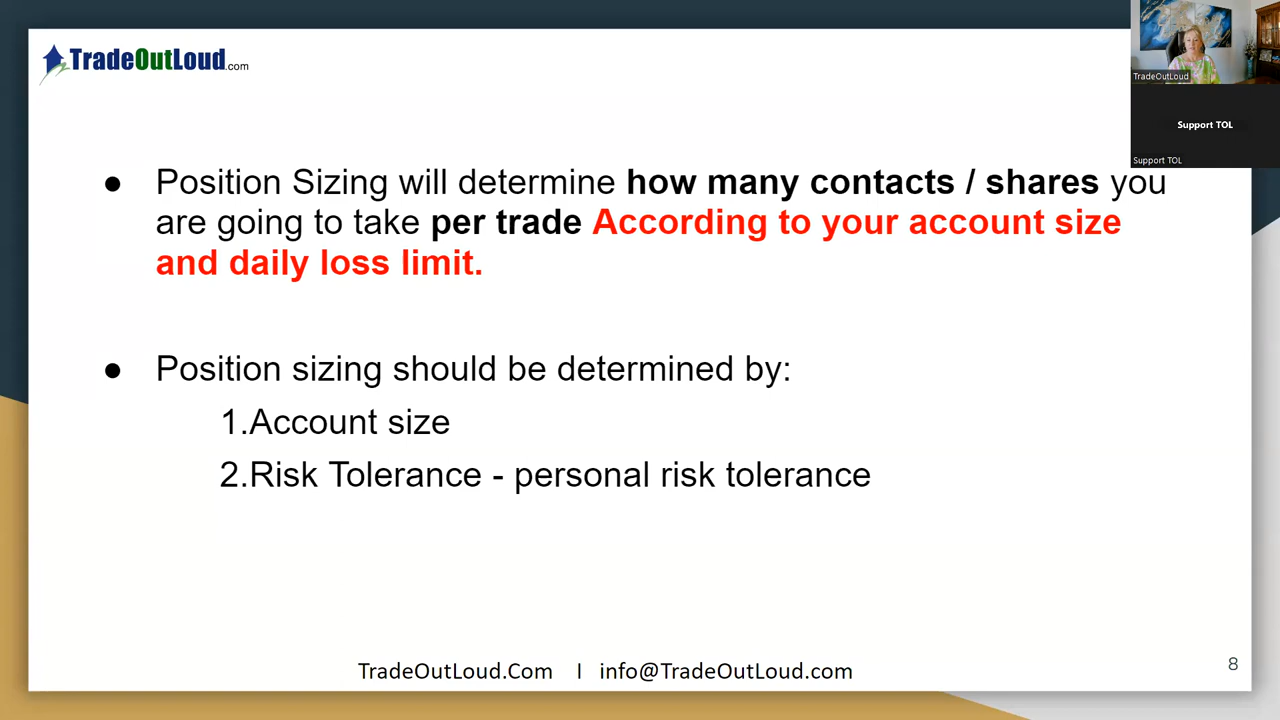 TradeOutLoud.com
TradeOutLoud
Support TOL
Support TOL
● Position Sizing will determine how many contacts / shares you
are going to take per trade According to your account size
and daily loss limit.
● Position sizing should be determined by:
1.Account size
2.Risk Tolerance - personal risk tolerance
TradeOutLoud.Com I info@TradeOutLoud.com
8